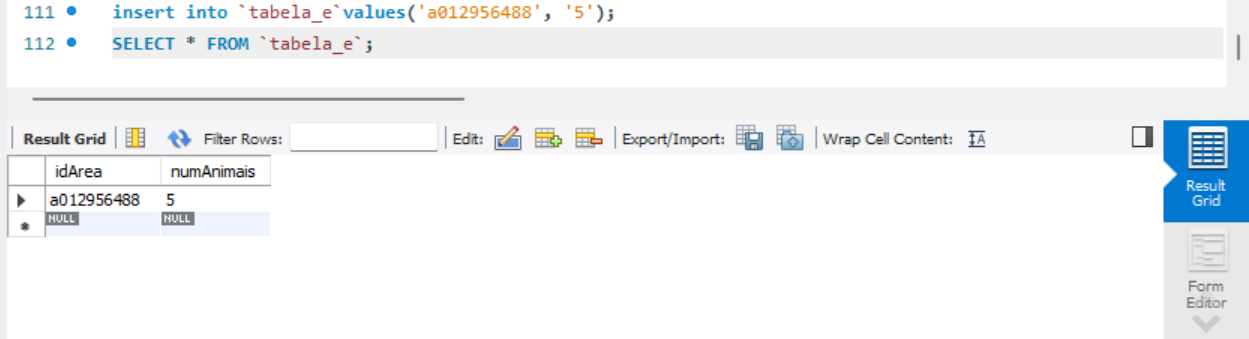 111 insert into `tabela_e`values('a012956488', '5');
112 SELECT * FROM `tabela_e`;
Result Grid Filter Rows: Edit: Export/Import: Wrap Cell Content: IA
idArea numAnimais
a012956488 5
NULL NULL
Result
Grid
Form
Editor